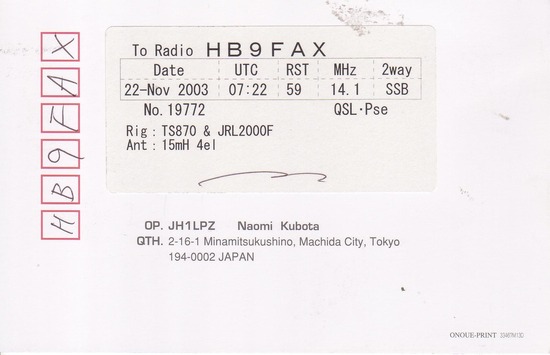 HB9FAX
To Radio HB9FAX
Date UTC RST MHz 2way
22-Nov 2003 07:22 59 14.1 SSB
No.19772 QSL·Pse
Rig : TS870 & JRL2000F
Ant : 15mH 4el
OP. JH1LPZ Naomi Kubota
QTH. 2-16-1 Minamitsukushino, Machida City, Tokyo
194-0002 JAPAN
ONOUE-PRINT